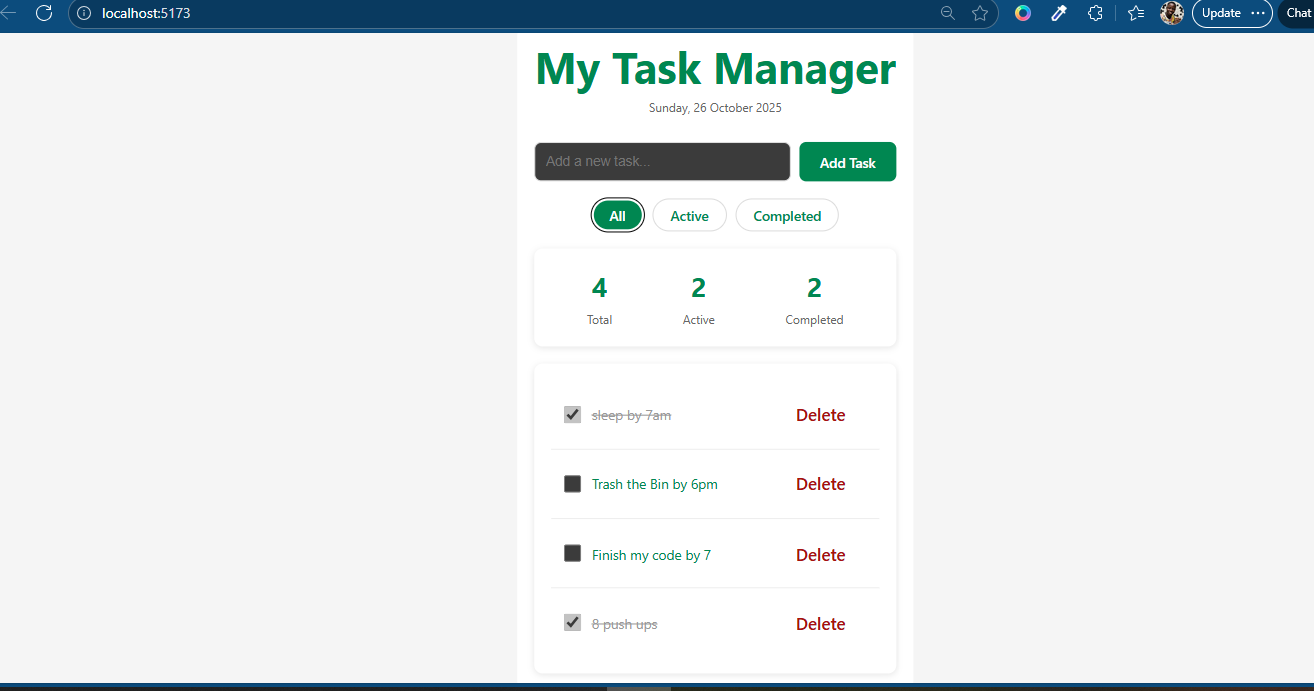 localhost:5173
Update
Chat
My Task Manager
Sunday, 26 October 2025
Add a new task...
Add Task
All
Active
Completed
4
2
2
Total
Active
Completed
sleep by 7am
Delete
Trash the Bin by 6pm
Delete
Finish my code by 7
Delete
8 push ups
Delete